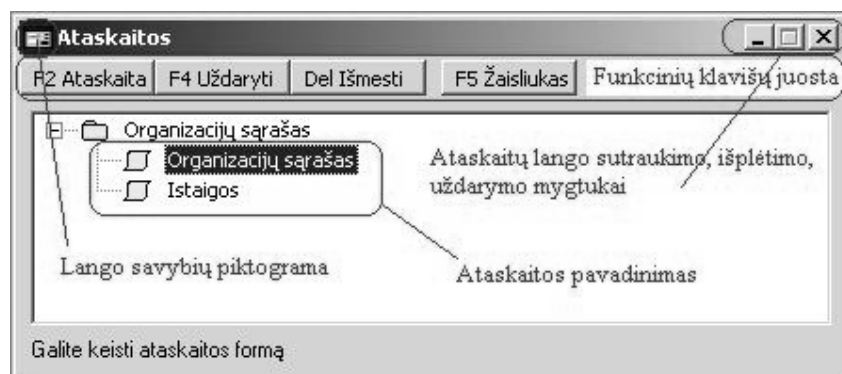 Ataskaitos
F2 Ataskaita F4 Uždaryti Del Išmesti F5 Žaisliukas Funkcinių klavišų juosta
Organizacijų sąrašas
Organizacijų sąrašas
Istaigos
Ataskaitų lango sutraukimo, išplėtimo,
uždarymo mygtukai
Lango savybių piktograma
Ataskaitos pavadinimas
Galite keisti ataskaitos formą